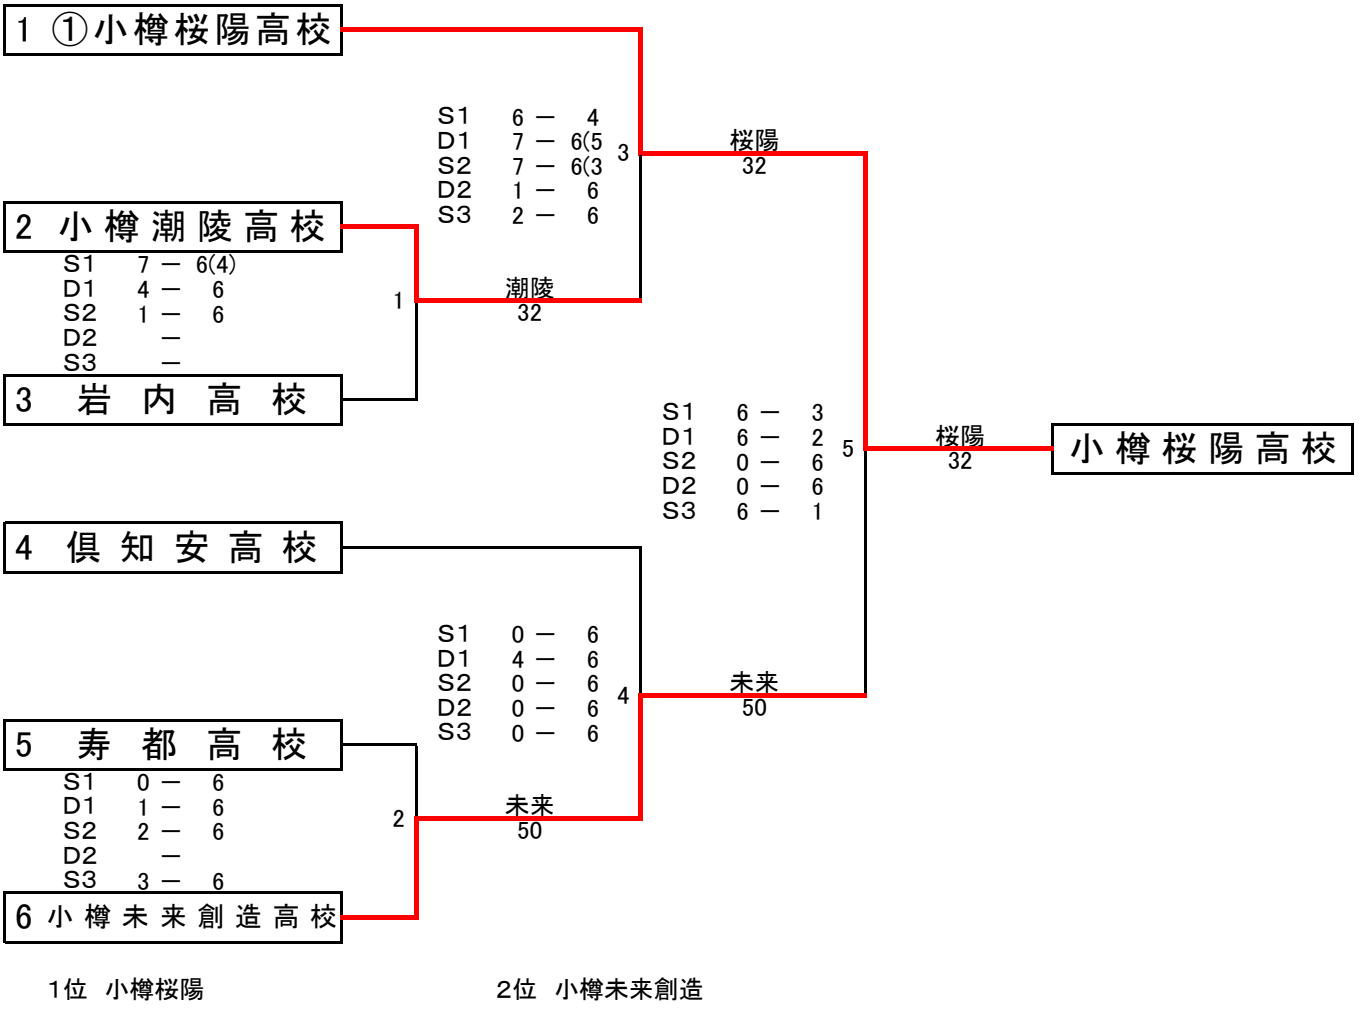 1 ①小樽桜陽高校
S1 6 － 4
D1 7 － 6(5
S2 7 － 6(3
D2 1 － 6
S3 2 － 6
3
桜陽
32
2 小樽潮陵高校
S1 7 － 6(4)
D1 4 － 6
S2 1 － 6
D2 －
S3 －
1
潮陵
32
3 岩内高校
S1 6 － 3
D1 6 － 2
S2 0 － 6
D2 0 － 6
S3 6 － 1
5
桜陽
32
小樽桜陽高校
4 倶知安高校
S1 0 － 6
D1 4 － 6
S2 0 － 6
D2 0 － 6
S3 0 － 6
4
未来
50
5 寿都高校
S1 0 － 6
D1 1 － 6
S2 2 － 6
D2 －
S3 3 － 6
2
未来
50
6 小樽未来創造高校
1位 小樽桜陽
2位 小樽未来創造